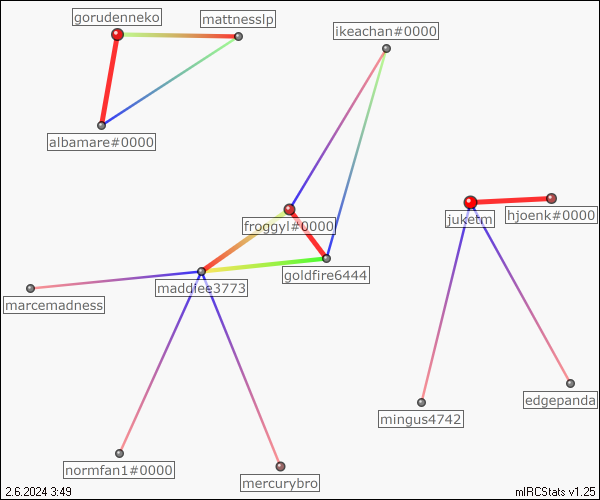 gorudenneko
mattnesslp
ikeachan#0000
albamare#0000
juketm
hjoenk#0000
froggyl#0000
goldfire6444
maddiee3773
marcemadness
edgepanda
mingus4742
normfan1#0000
mercurybro
2.6.2024 3:49
mIRCStats v1.25